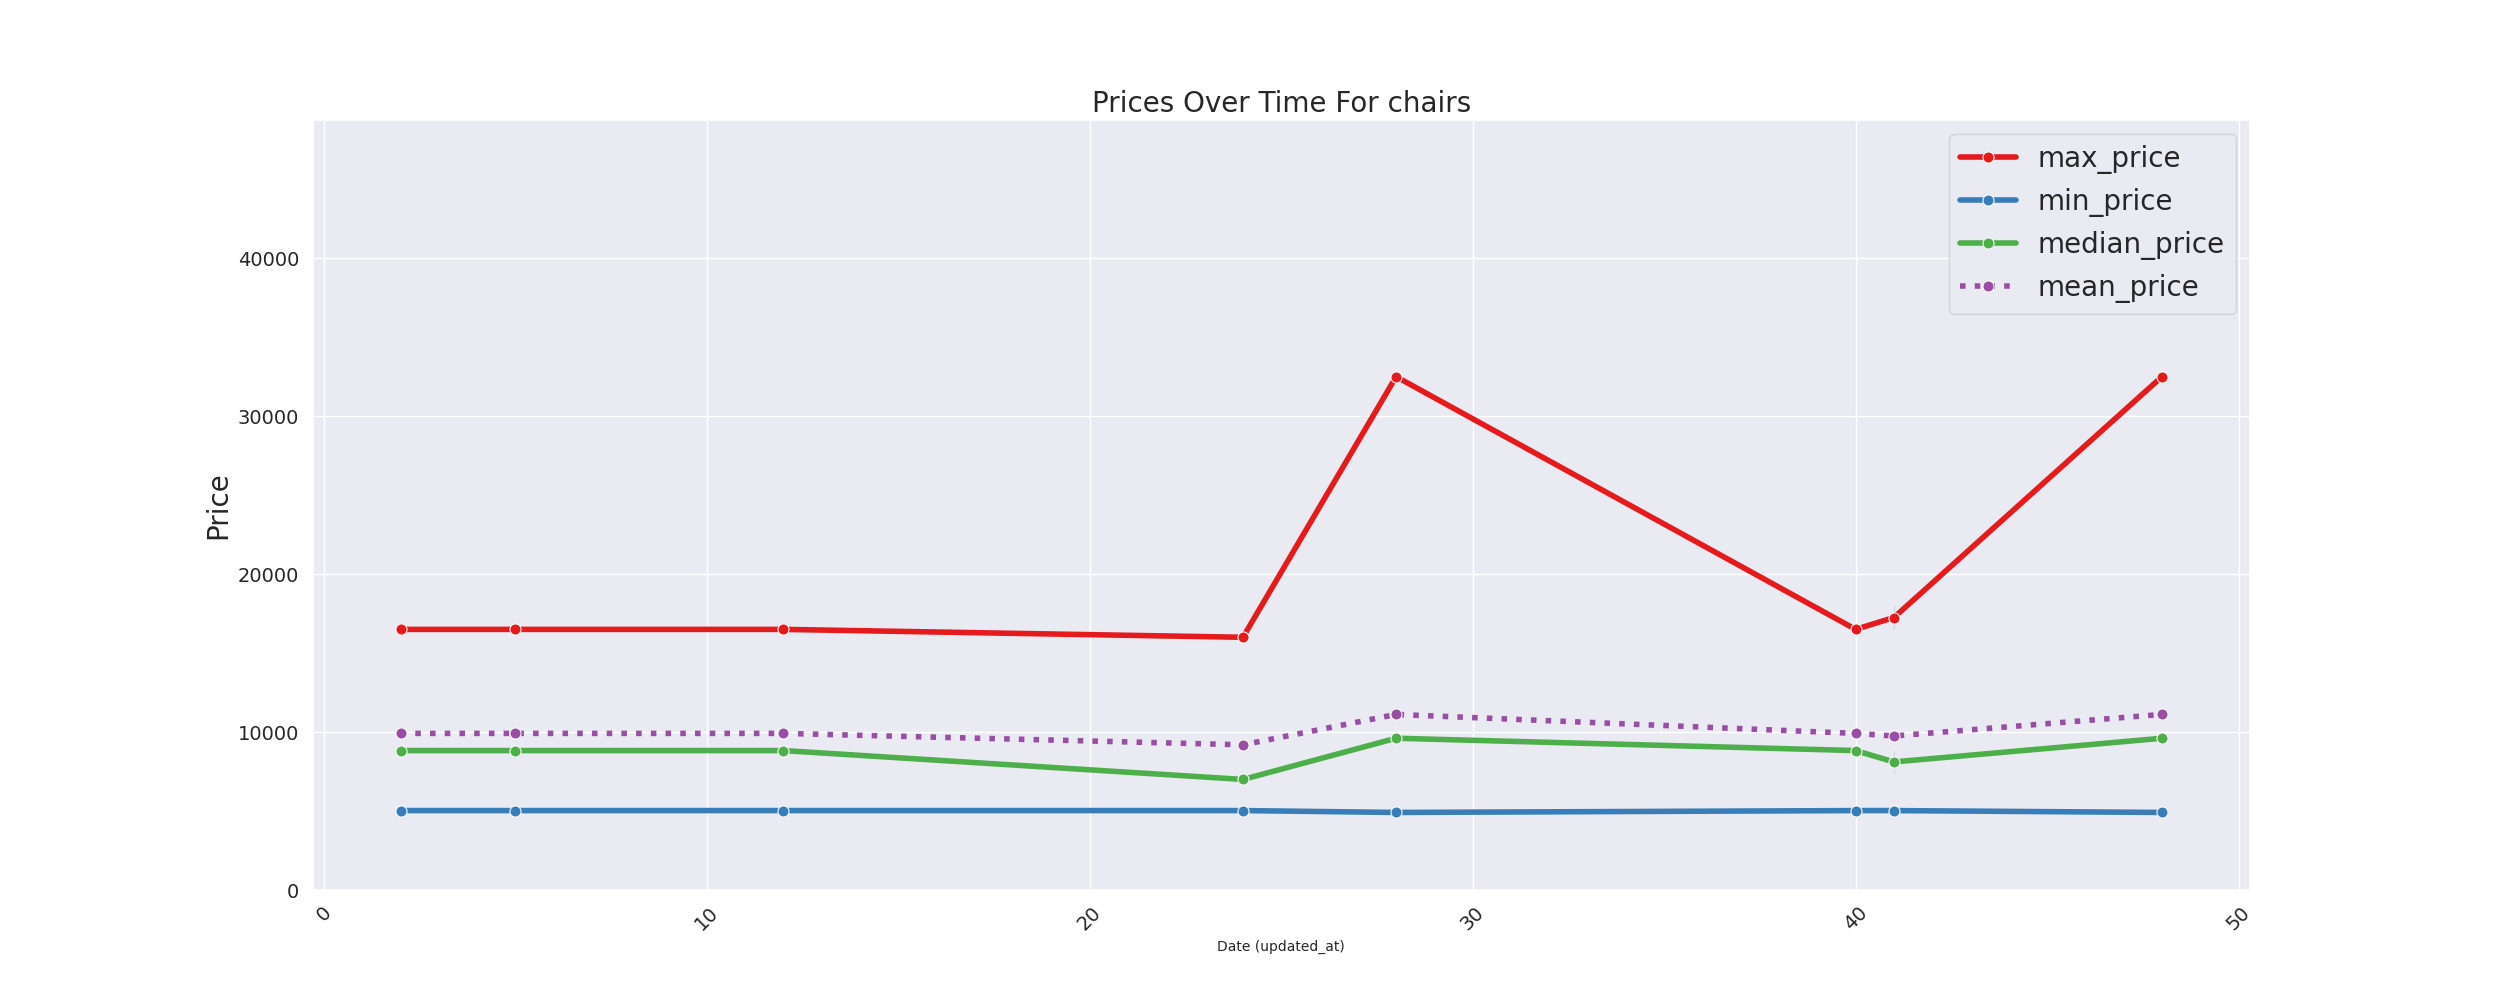 Prices Over Time For chairs
max_price
min_price
median_price
mean_price
40000
30000
20000
10000
0
Price
0 10 20 30 40 50
Date (updated_at)